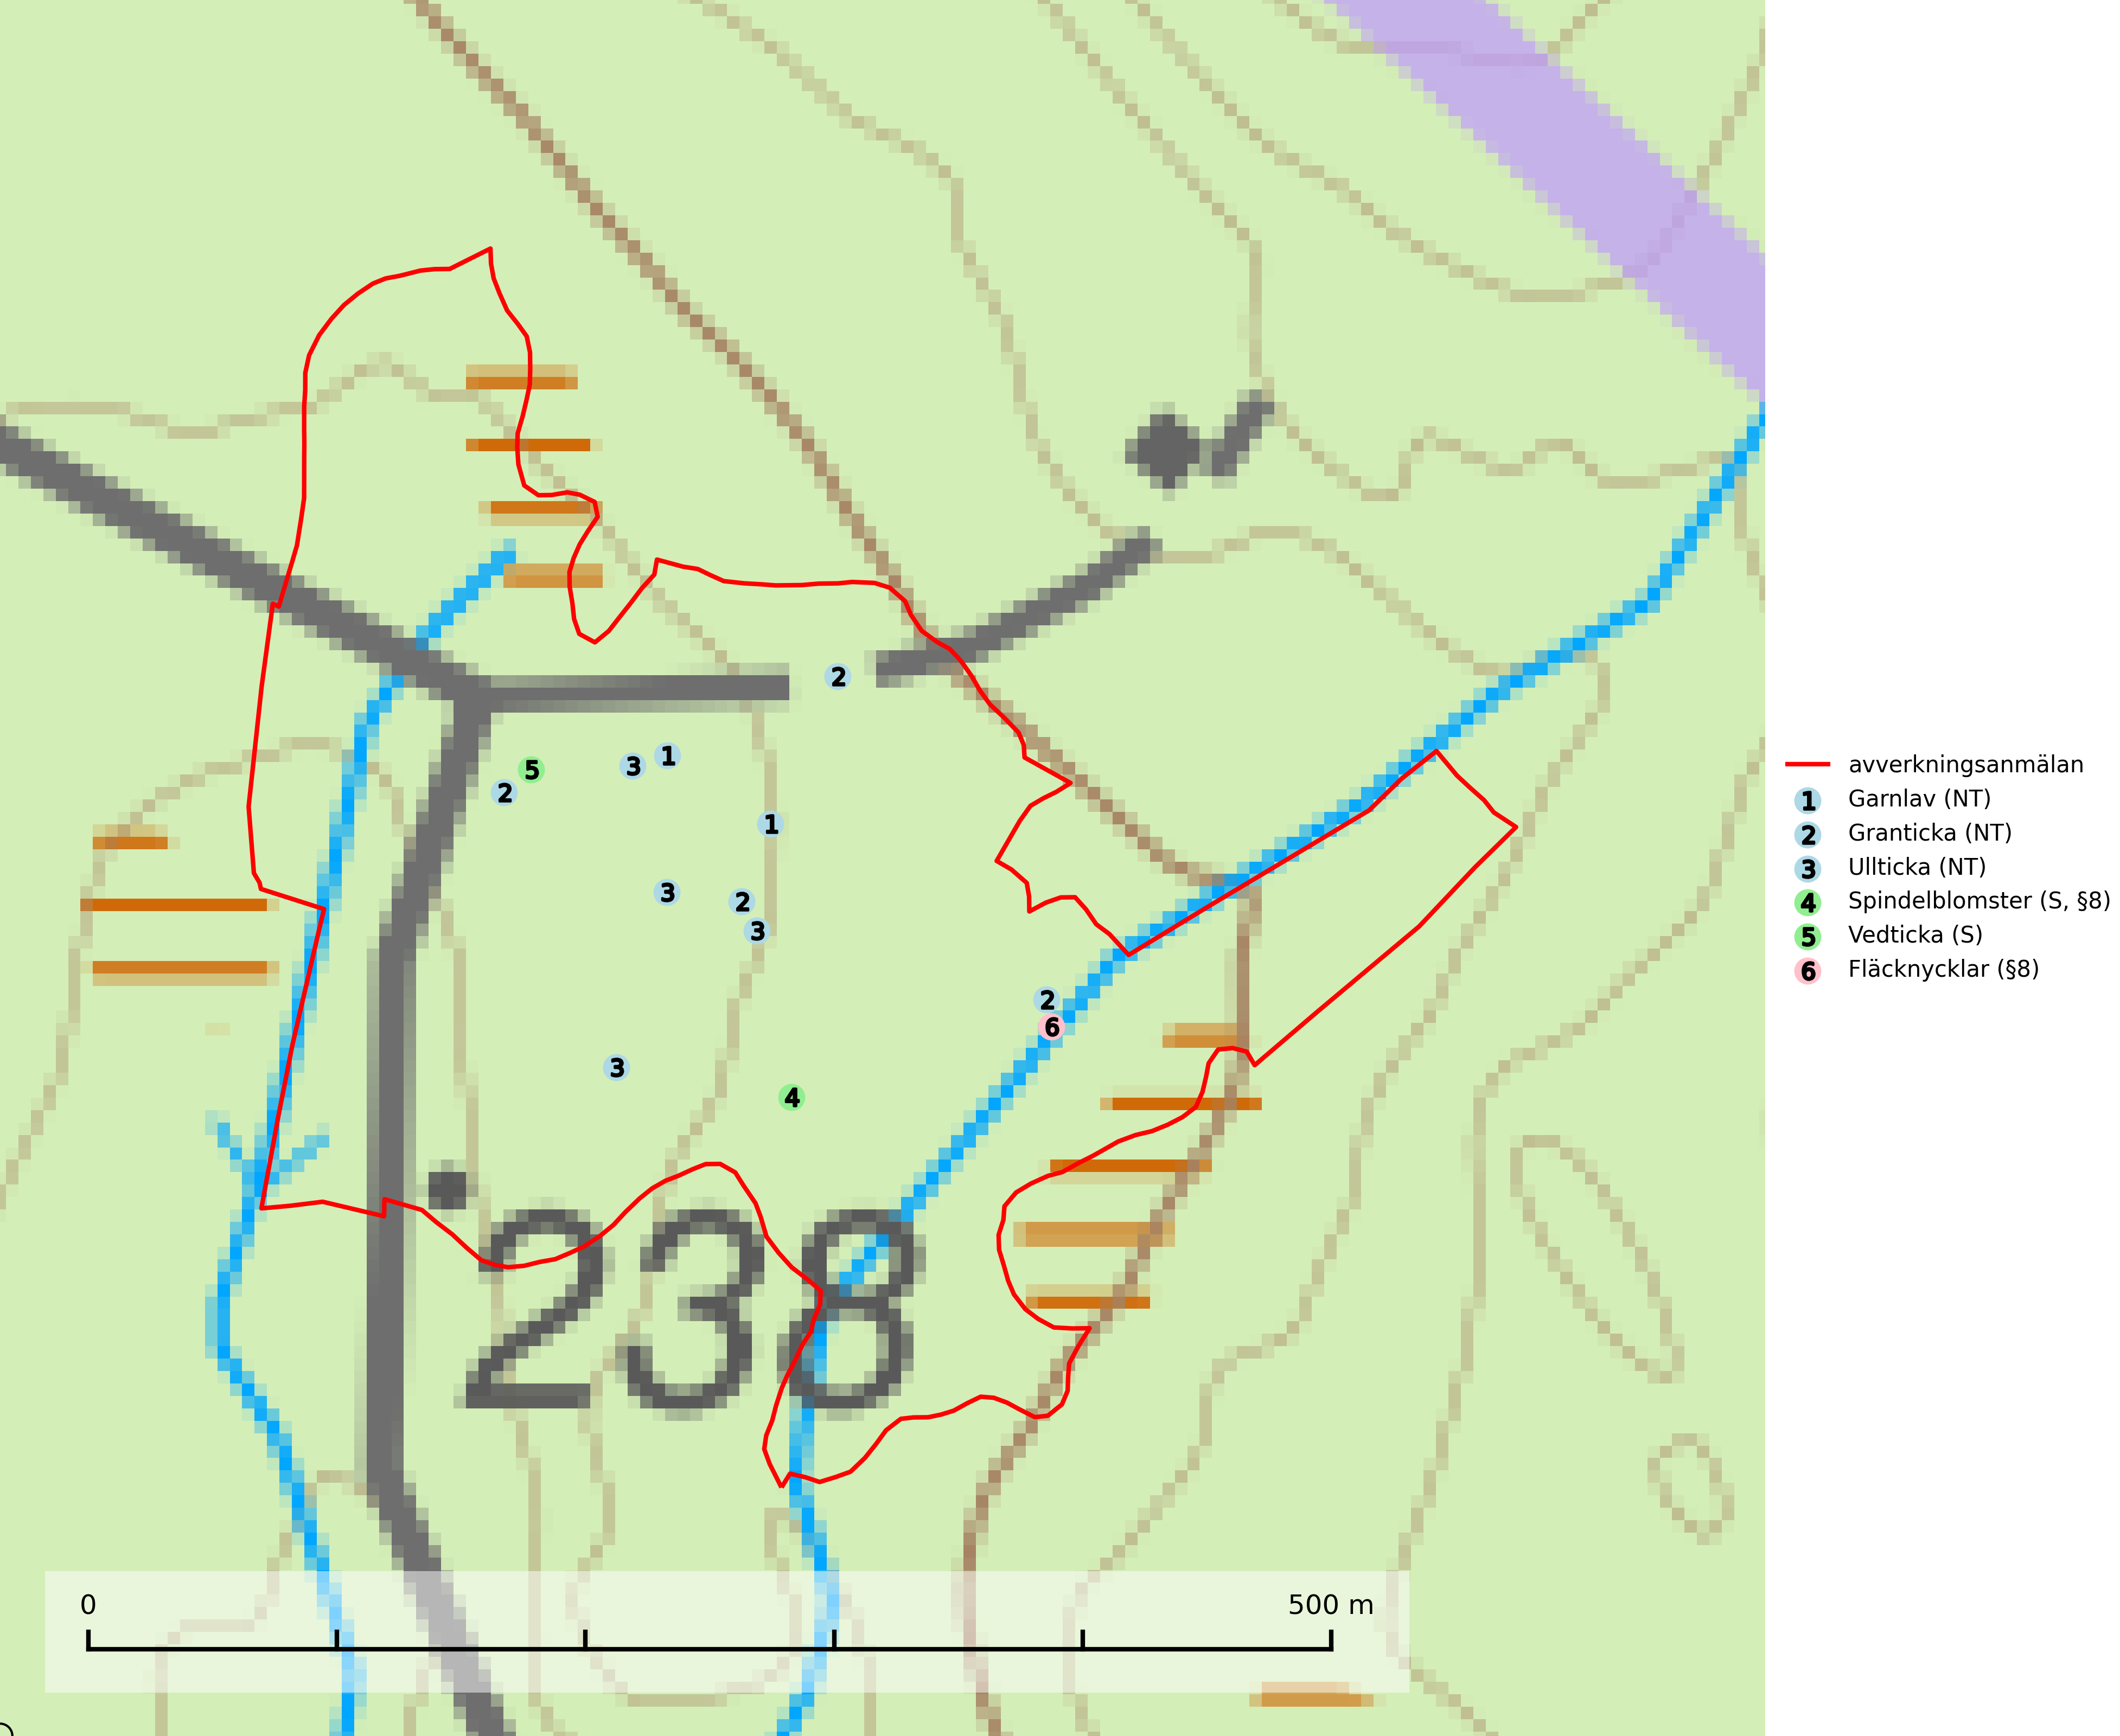 2
3
1
5
2
1
3
2
3
2
6
3
4
238
0
500 m
avverkningsanmälan
1 Garnlav (NT)
2 Granticka (NT)
3 Ullticka (NT)
4 Spindelblomster (S, §8)
5 Vedticka (S)
6 Fläcknycklar (§8)